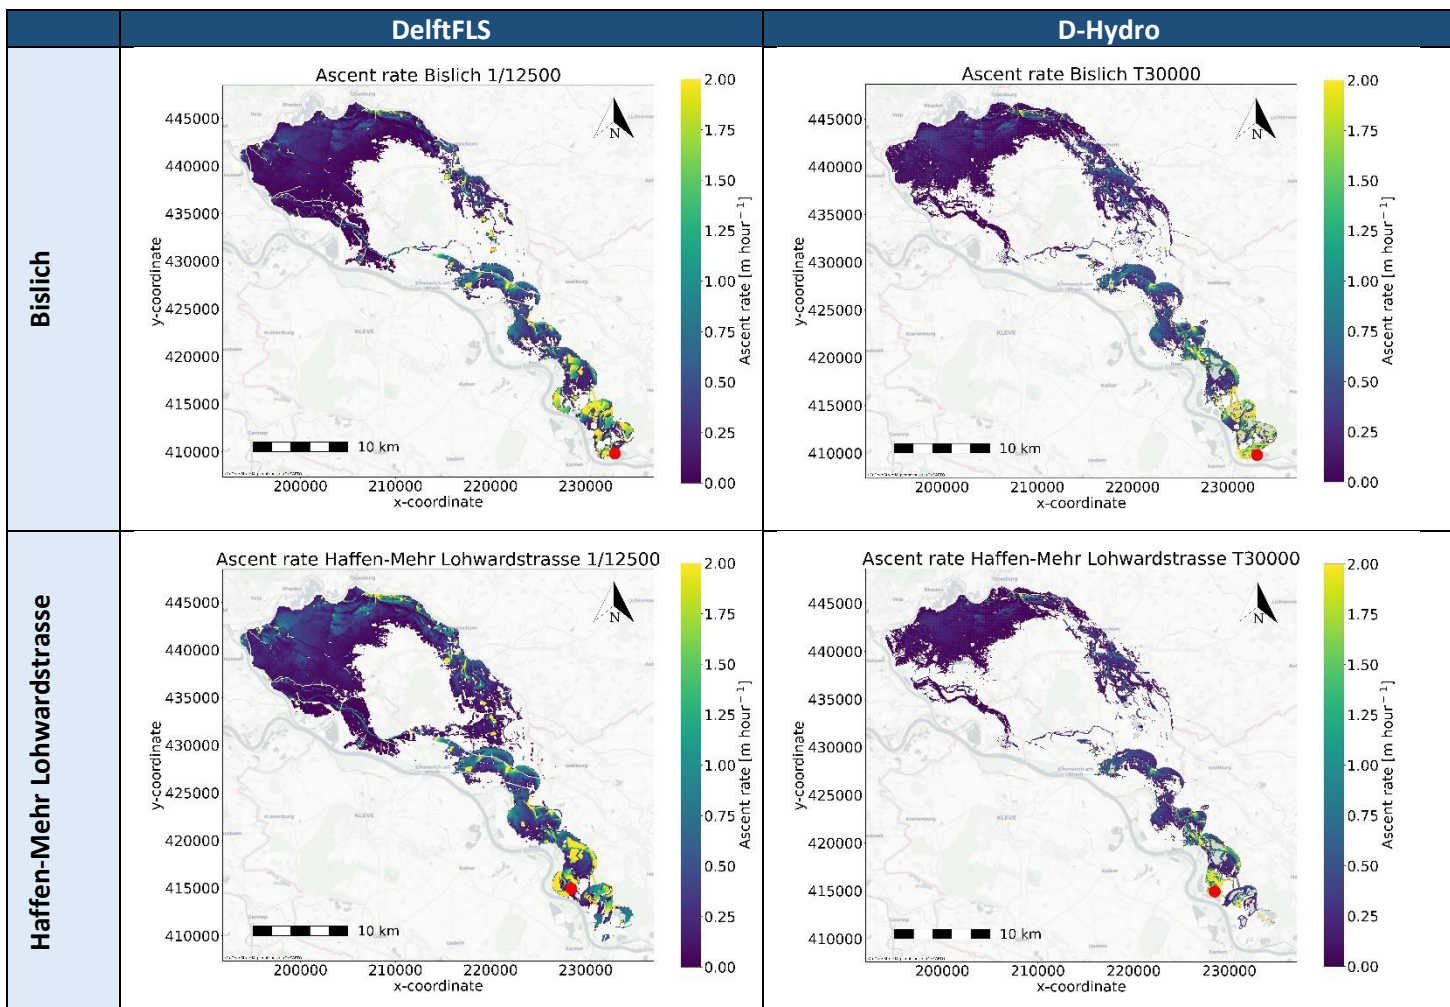 DelftFLS
D-Hydro
Bislich
Ascent rate Bislich 1/12500
N
445000
440000
435000
430000
425000
420000
415000
410000
y-coordinate
KLEVE
10 km
200000
210000
220000
230000
x-coordinate
2.00
1.75
1.50
1.25
1.00
0.75
0.50
0.25
0.00
Ascent rate [m hour⁻¹]
Ascent rate Bislich T30000
N
445000
440000
435000
430000
425000
420000
415000
410000
y-coordinate
KLEVE
10 km
200000
210000
220000
230000
x-coordinate
2.00
1.75
1.50
1.25
1.00
0.75
0.50
0.25
0.00
Ascent rate [m hour⁻¹]
Haffen-Mehr Lohwardstrasse
Ascent rate Haffen-Mehr Lohwardstrasse 1/12500
N
445000
440000
435000
430000
425000
420000
415000
410000
y-coordinate
KLEVE
10 km
200000
210000
220000
230000
x-coordinate
2.00
1.75
1.50
1.25
1.00
0.75
0.50
0.25
0.00
Ascent rate [m hour⁻¹]
Ascent rate Haffen-Mehr Lohwardstrasse T30000
N
445000
440000
435000
430000
425000
420000
415000
410000
y-coordinate
KLEVE
10 km
200000
210000
220000
230000
x-coordinate
2.00
1.75
1.50
1.25
1.00
0.75
0.50
0.25
0.00
Ascent rate [m hour⁻¹]